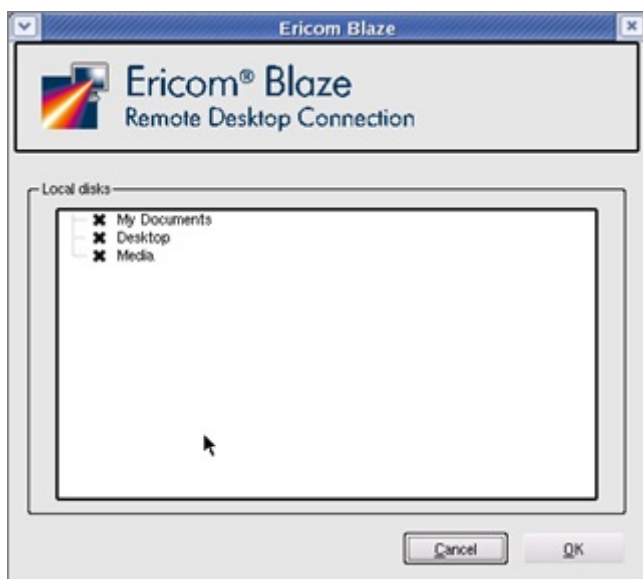 Ericom Blaze
Ericom® Blaze
Remote Desktop Connection
Local disks
My Documents
Desktop
Media
Cancel
OK